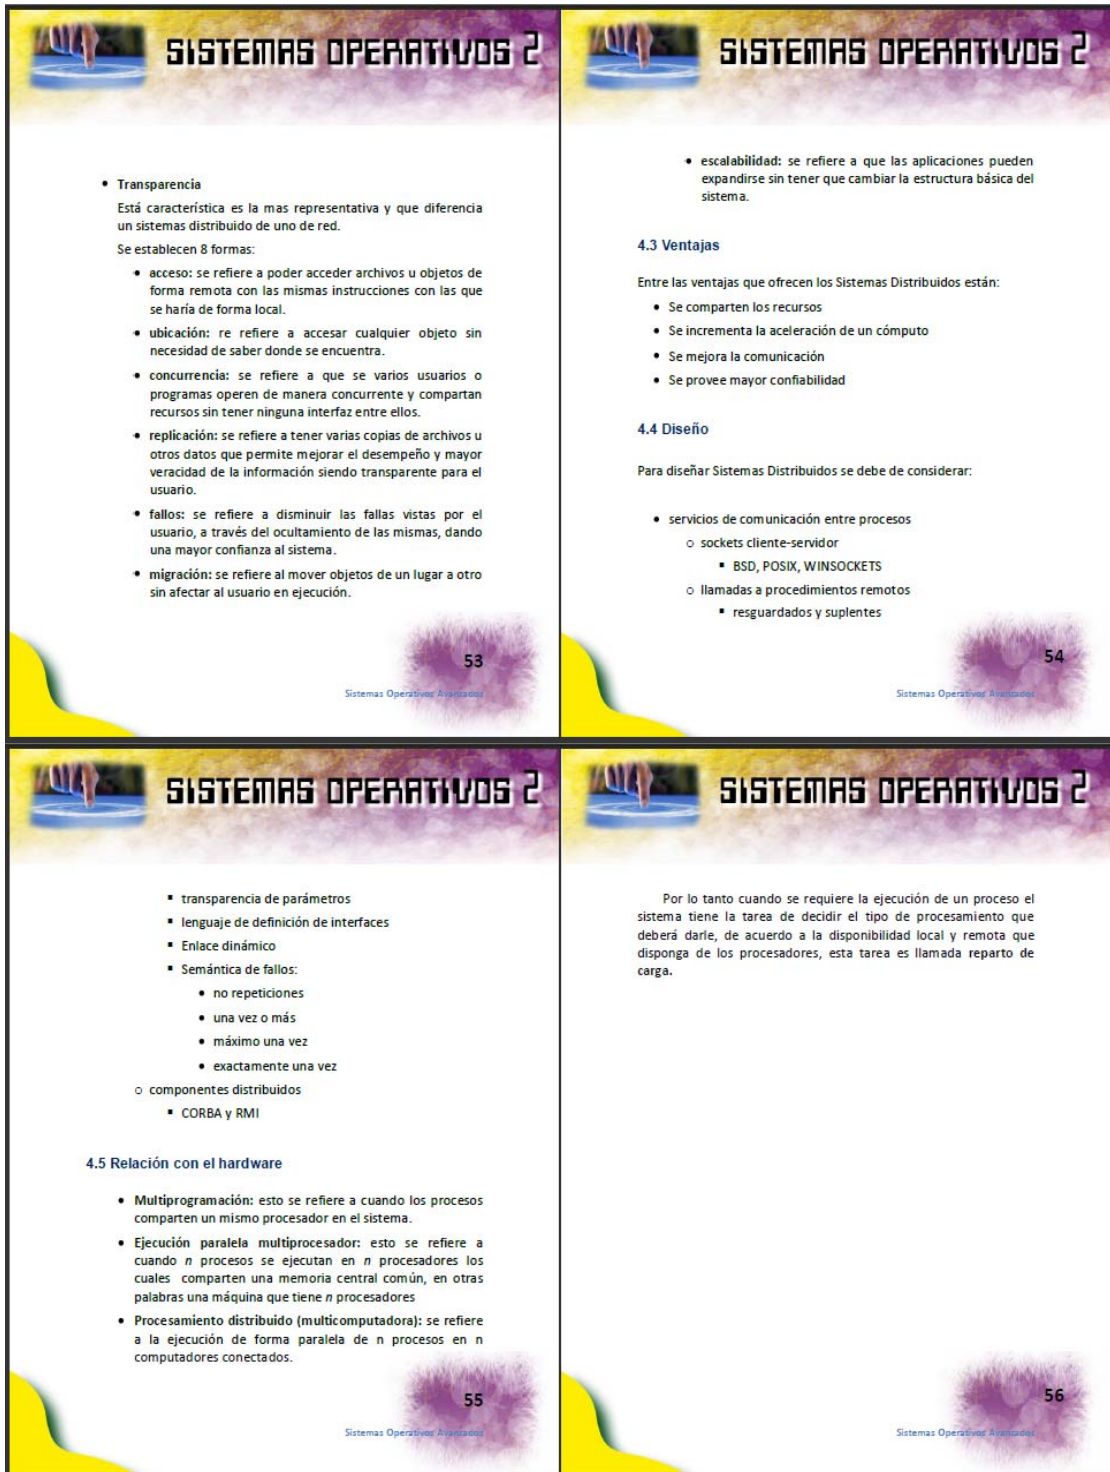 SISTEMAS OPERATIVOS 2
• Transparencia
Está característica es la mas representativa y que diferencia
un sistemas distribuido de uno de red.
Se establecen 8 formas:
• acceso: se refiere a poder acceder archivos u objetos de
forma remota con las mismas instrucciones con las que
se haría de forma local.
• ubicación: re refiere a accesar cualquier objeto sin
necesidad de saber donde se encuentra.
• concurrencia: se refiere a que se varios usuarios o
programas operen de manera concurrente y compartan
recursos sin tener ninguna interfaz entre ellos.
• replicación: se refiere a tener varias copias de archivos u
otros datos que permite mejorar el desempeño y mayor
veracidad de la información siendo transparente para el
usuario.
• fallos: se refiere a disminuir las fallas vistas por el
usuario, a través del ocultamiento de las mismas, dando
una mayor confianza al sistema.
• migración: se refiere al mover objetos de un lugar a otro
sin afectar al usuario en ejecución.
53
Sistemas Operativos Avanzados
SISTEMAS OPERATIVOS 2
• escalabilidad: se refiere a que las aplicaciones pueden
expandirse sin tener que cambiar la estructura básica del
sistema.
4.3 Ventajas
Entre las ventajas que ofrecen los Sistemas Distribuidos están:
• Se comparten los recursos
• Se incrementa la aceleración de un cómputo
• Se mejora la comunicación
• Se provee mayor confiabilidad
4.4 Diseño
Para diseñar Sistemas Distribuidos se debe de considerar:
• servicios de comunicación entre procesos
o sockets cliente-servidor
▪ BSD, POSIX, WINSOCKETS
o llamadas a procedimientos remotos
▪ resguardados y suplentes
54
Sistemas Operativos Avanzados
SISTEMAS OPERATIVOS 2
▪ transparencia de parámetros
▪ lenguaje de definición de interfaces
▪ Enlace dinámico
▪ Semántica de fallos:
• no repeticiones
• una vez o más
• máximo una vez
• exactamente una vez
o componentes distribuidos
▪ CORBA y RMI
4.5 Relación con el hardware
• Multiprogramación: esto se refiere a cuando los procesos
comparten un mismo procesador en el sistema.
• Ejecución paralela multiprocesador: esto se refiere a
cuando n procesos se ejecutan en n procesadores los
cuales comparten una memoria central común, en otras
palabras una máquina que tiene n procesadores
• Procesamiento distribuido (multicomputadora): se refiere
a la ejecución de forma paralela de n procesos en n
computadores conectados.
55
Sistemas Operativos Avanzados
SISTEMAS OPERATIVOS 2
Por lo tanto cuando se requiere la ejecución de un proceso el
sistema tiene la tarea de decidir el tipo de procesamiento que
deberá darle, de acuerdo a la disponibilidad local y remota que
disponga de los procesadores, esta tarea es llamada reparto de
carga.
56
Sistemas Operativos Avanzados